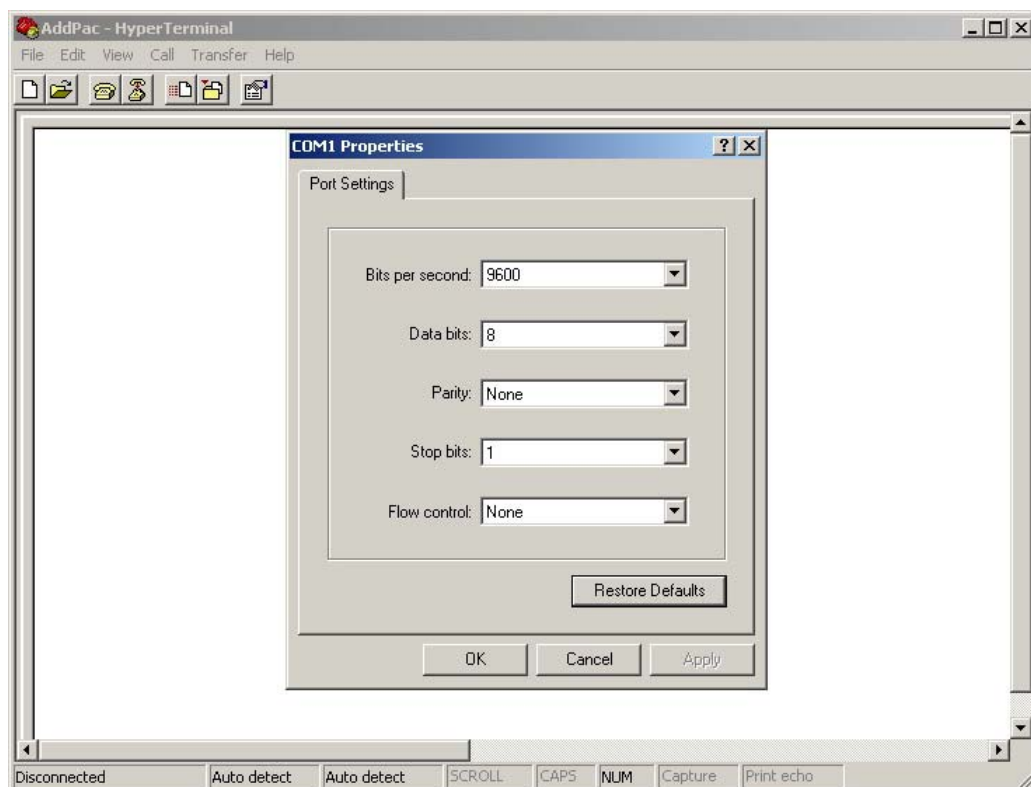 AddPac - HyperTerminal
File Edit View Call Transfer Help
COM1 Properties
Port Settings
Bits per second: 9600
Data bits: 8
Parity: None
Stop bits: 1
Flow control: None
Restore Defaults
OK Cancel Apply
Disconnected Auto detect Auto detect SCROLL CAPS NUM Capture Print echo